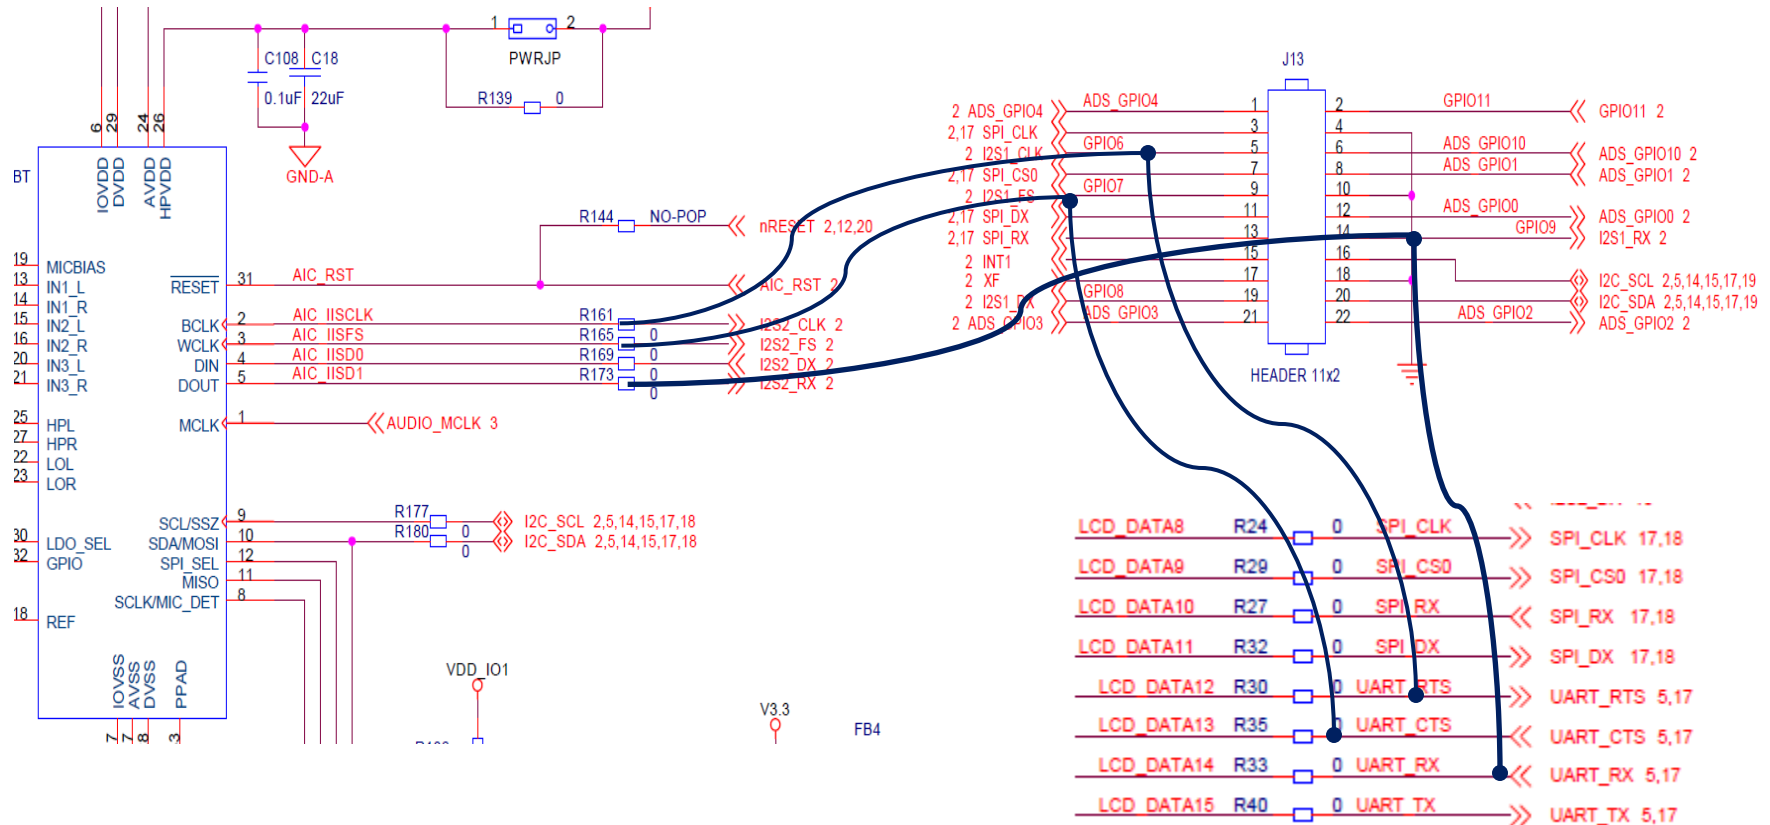 1 2
PWRJP
C108 C18
0.1uF 22uF
R139 0
GND-A
6 29 24 26
BT
IOVDD DVDD AVDD HPVDD
R144 NO-POP nRESET 2,12,20
19 MICBIAS
13 IN1_L
14 IN1_R
15 IN2_L
16 IN2_R
20 IN3_L
21 IN3_R
25 HPL
27 HPR
22 LOL
23 LOR
30 LDO_SEL
32 GPIO
18 REF
RESET 31 AIC_RST AIC_RST 2
BCLK 2 AIC_IISCLK R161 I2S2_CLK 2
WCLK 3 AIC_IISFS R165 0 I2S2_FS 2
DIN 4 AIC_IISD0 R169 0 I2S2_DX 2
DOUT 5 AIC_IISD1 R173 0 I2S2_RX 2
0
MCLK 1 AUDIO_MCLK 3
SCL/SSZ 9 R177 I2C_SCL 2,5,14,15,17,18
SDA/MOSI 10 R180 0 I2C_SDA 2,5,14,15,17,18
0
SPI_SEL 12
MISO 11
SCLK/MIC_DET 8
IOVSS AVSS DVSS PPAD
7 7 8 3
VDD_IO1
V3.3
FB4
J13
2 ADS_GPIO4 ADS_GPIO4 1 2 GPIO11 GPIO11 2
2,17 SPI_CLK 3 4
2 I2S1_CLK GPIO6 5 6 ADS_GPIO10 ADS_GPIO10 2
2,17 SPI_CS0 7 8 ADS_GPIO1 ADS_GPIO1 2
2 I2S1_FS GPIO7 9 10
2,17 SPI_DX 11 12 ADS_GPIO0 ADS_GPIO0 2
2,17 SPI_RX 13 14 GPIO9 I2S1_RX 2
2 INT1 15 16
2 XF 17 18 I2C_SCL 2,5,14,15,17,19
2 I2S1_DX GPIO8 19 20 I2C_SDA 2,5,14,15,17,19
2 ADS_GPIO3 ADS_GPIO3 21 22 ADS_GPIO2 ADS_GPIO2 2
HEADER 11x2
LCD_DATA8 R24 0 SPI_CLK SPI_CLK 17,18
LCD_DATA9 R29 0 SPI_CS0 SPI_CS0 17,18
LCD_DATA10 R27 0 SPI_RX SPI_RX 17,18
LCD_DATA11 R32 0 SPI_DX SPI_DX 17,18
LCD_DATA12 R30 0 UART_RTS UART_RTS 5,17
LCD_DATA13 R35 0 UART_CTS UART_CTS 5,17
LCD_DATA14 R33 0 UART_RX UART_RX 5,17
LCD_DATA15 R40 0 UART_TX UART_TX 5,17